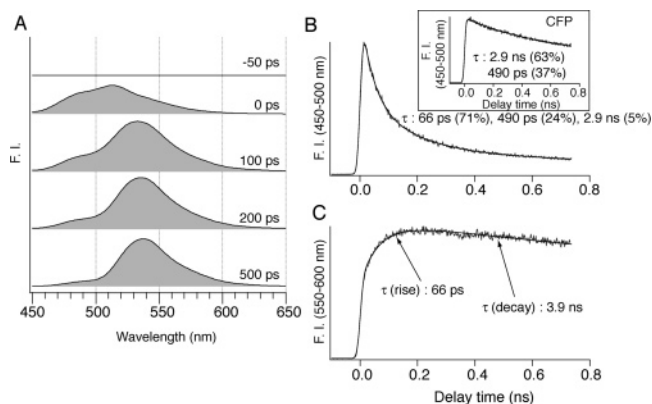 A
-50 ps
0 ps
100 ps
200 ps
500 ps
F. I.
450 500 550 600 650
Wavelength (nm)
B
F. I. (450-500 nm)
CFP
F. I.
(450-500 nm)
τ : 2.9 ns (63%)
490 ps (37%)
0.0 0.2 0.4 0.6 0.8
Delay time (ns)
τ : 66 ps (71%), 490 ps (24%), 2.9 ns (5%)
0.0 0.2 0.4 0.6 0.8
C
F. I. (550-600 nm)
τ (rise) : 66 ps
τ (decay) : 3.9 ns
0.0 0.2 0.4 0.6 0.8
Delay time (ns)